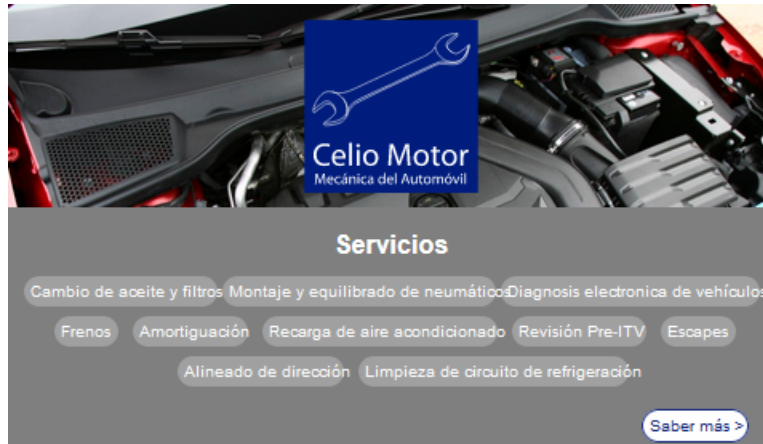 Celio Motor
Mecánica del Automóvil
Servicios
Cambio de aceite y filtros Montaje y equilibrado de neumáticos Diagnosis electronica de vehículos
Frenos Amortiguación Recarga de aire acondicionado Revisión Pre-ITV Escapes
Alineado de dirección Limpieza de circuito de refrigeración
Saber más >